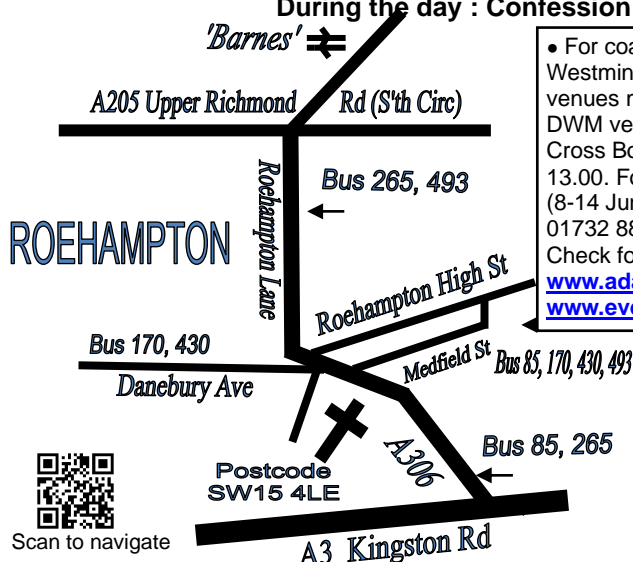 During the day : Confession
'Barnes'
A205 Upper Richmond Rd (S'th Circ)
Roehampton Lane
Bus 265, 493
ROEHAMPTON
Roehampton High St
Bus 170, 430
Danebury Ave
Medfield St
Bus 85, 170, 430, 493
A306
Bus 85, 265
Postcode
SW15 4LE
Scan to navigate
A3 Kingston Rd
• For coa
Westmin
venues r
DWM ve
Cross Bo
13.00. Fo
(8-14 Jun
01732 88
Check fo
www.ada
www.eve